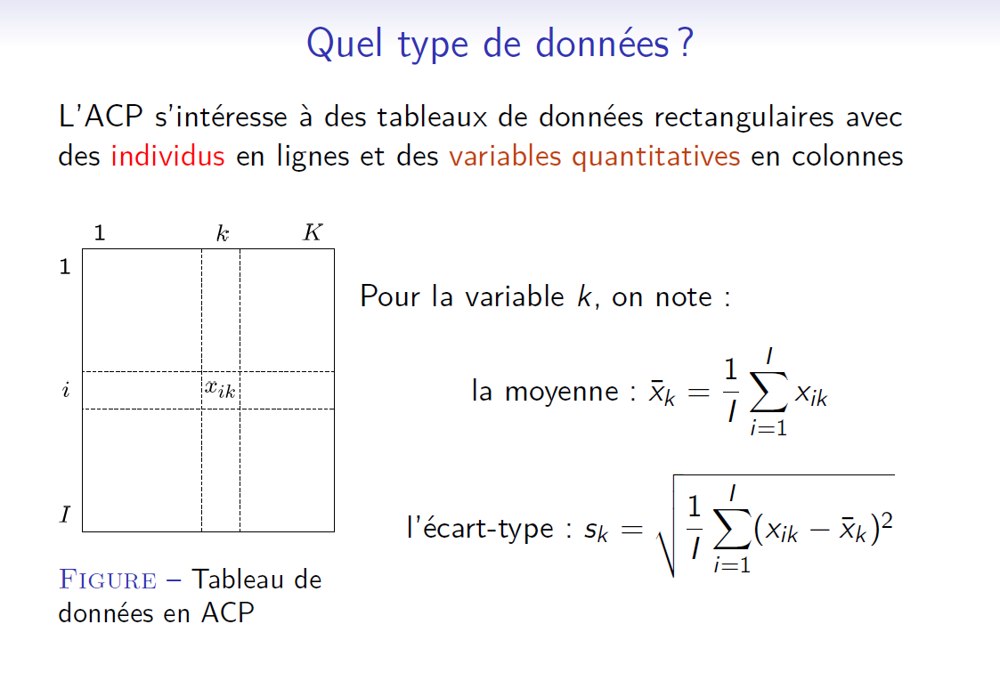 Quel type de données ?
L'ACP s'intéresse à des tableaux de données rectangulaires avec
des individus en lignes et des variables quantitatives en colonnes
1 k K
1
i x_{ik}
I
FIGURE – Tableau de
données en ACP
Pour la variable k, on note :
la moyenne : x̄_k = \frac{1}{I} \sum_{i=1}^{I} x_{ik}
l'écart-type : s_k = \sqrt{\frac{1}{I} \sum_{i=1}^{I} (x_{ik} − x̄_k)^2}